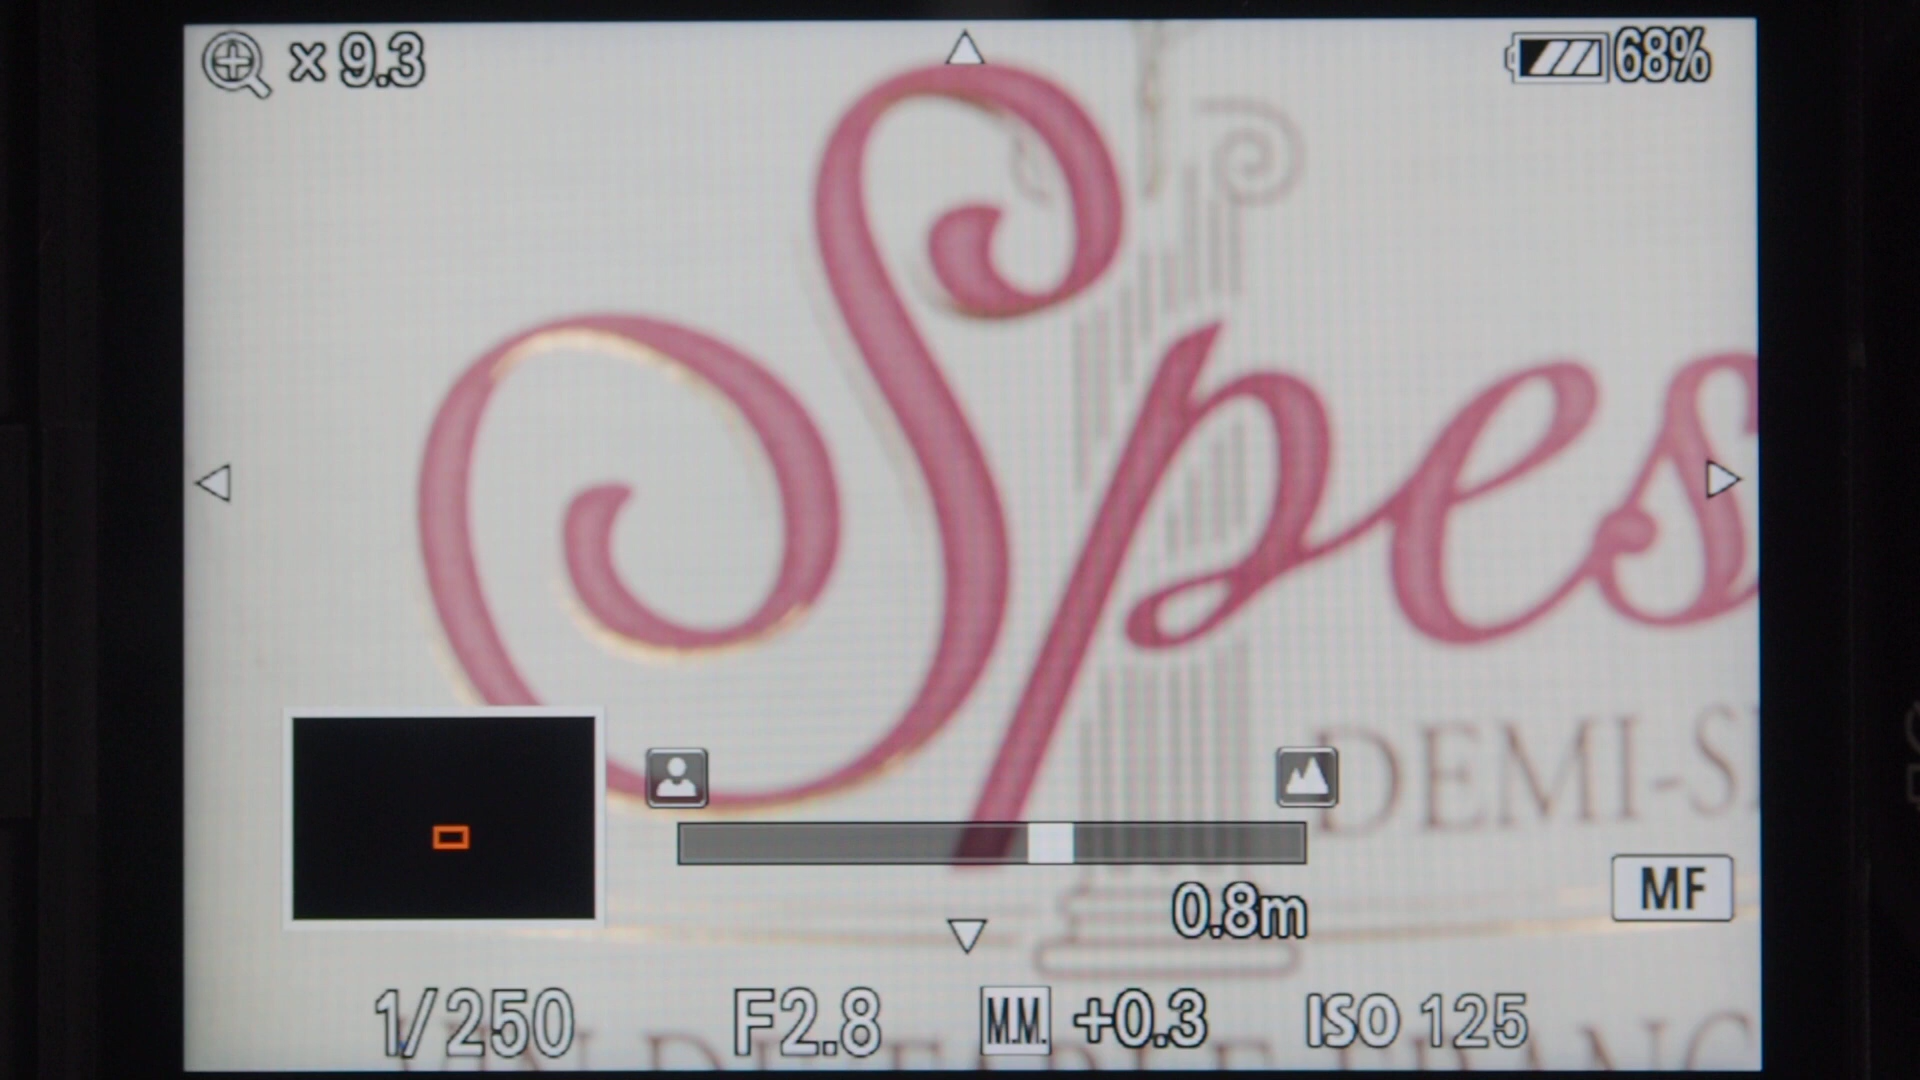 × 9.3
68%
Spes
DEMI-S
0.8m
MF
1/250 F2.8 M.M. +0.3 ISO 125